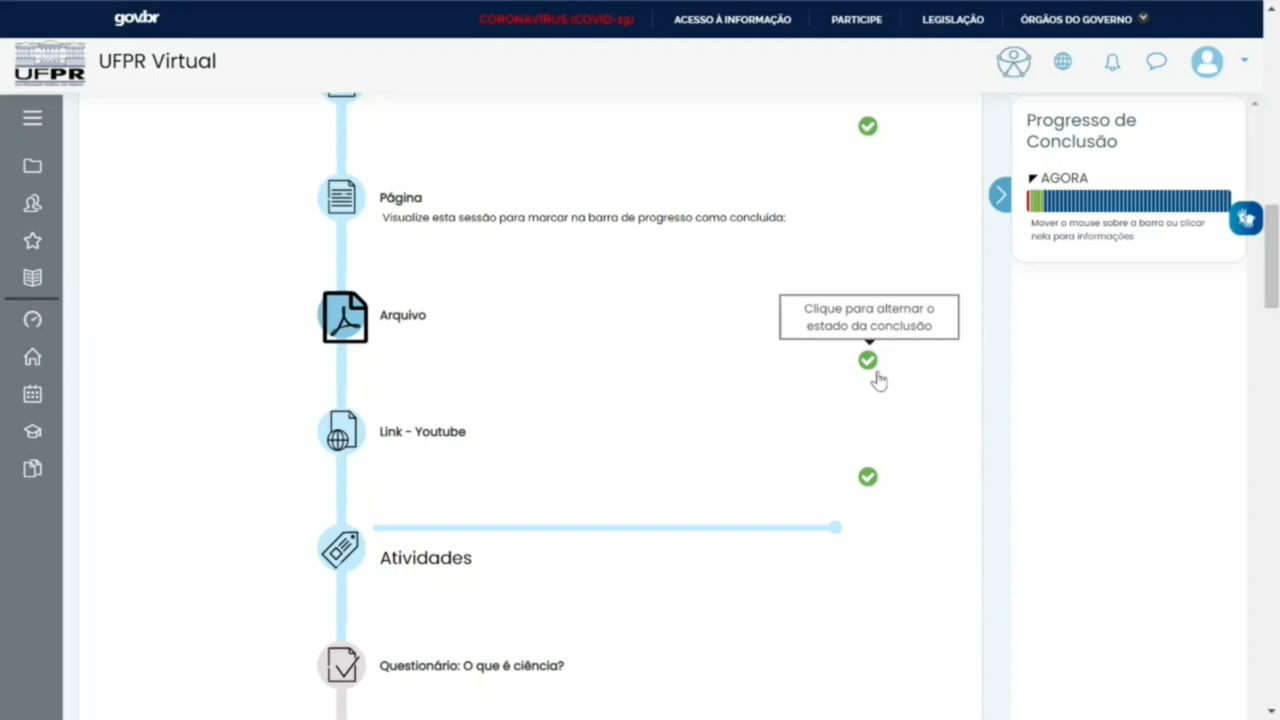 gov.br
CORONAVÍRUS (COVID-19)
ACESSO À INFORMAÇÃO
PARTICIPE
LEGISLAÇÃO
ÓRGÃOS DO GOVERNO
UFPR
UFPR Virtual
Progresso de
Conclusão
AGORA
Mover o mouse sobre a barra ou clicar
nela para informações
Página
Visualize esta sessão para marcar na barra de progresso como concluída:
Arquivo
Clique para alternar o
estado da conclusão
Link - Youtube
Atividades
Questionário: O que é ciência?